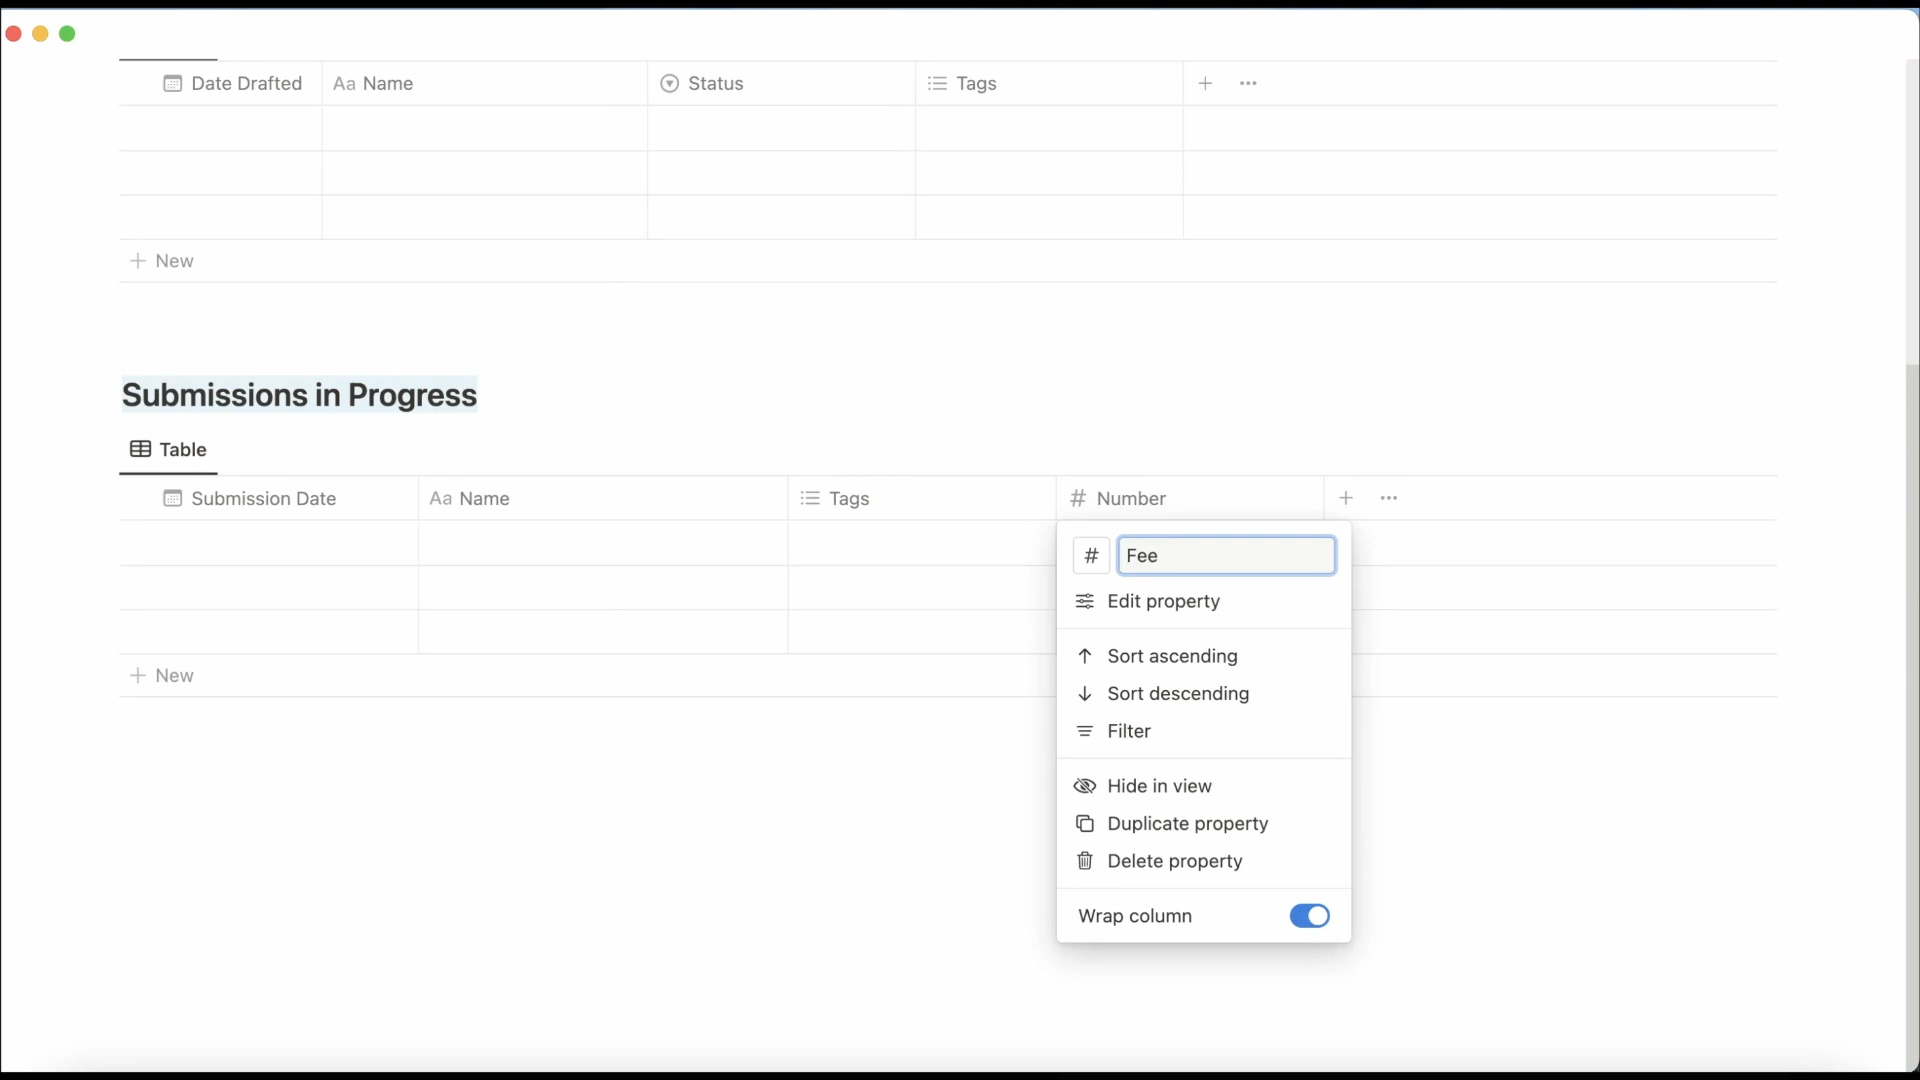 Date Drafted Aa Name Status Tags
New
Submissions in Progress
Table
Submission Date Aa Name Tags # Number
# Fee
Edit property
Sort ascending
Sort descending
Filter
New
Hide in view
Duplicate property
Delete property
Wrap column